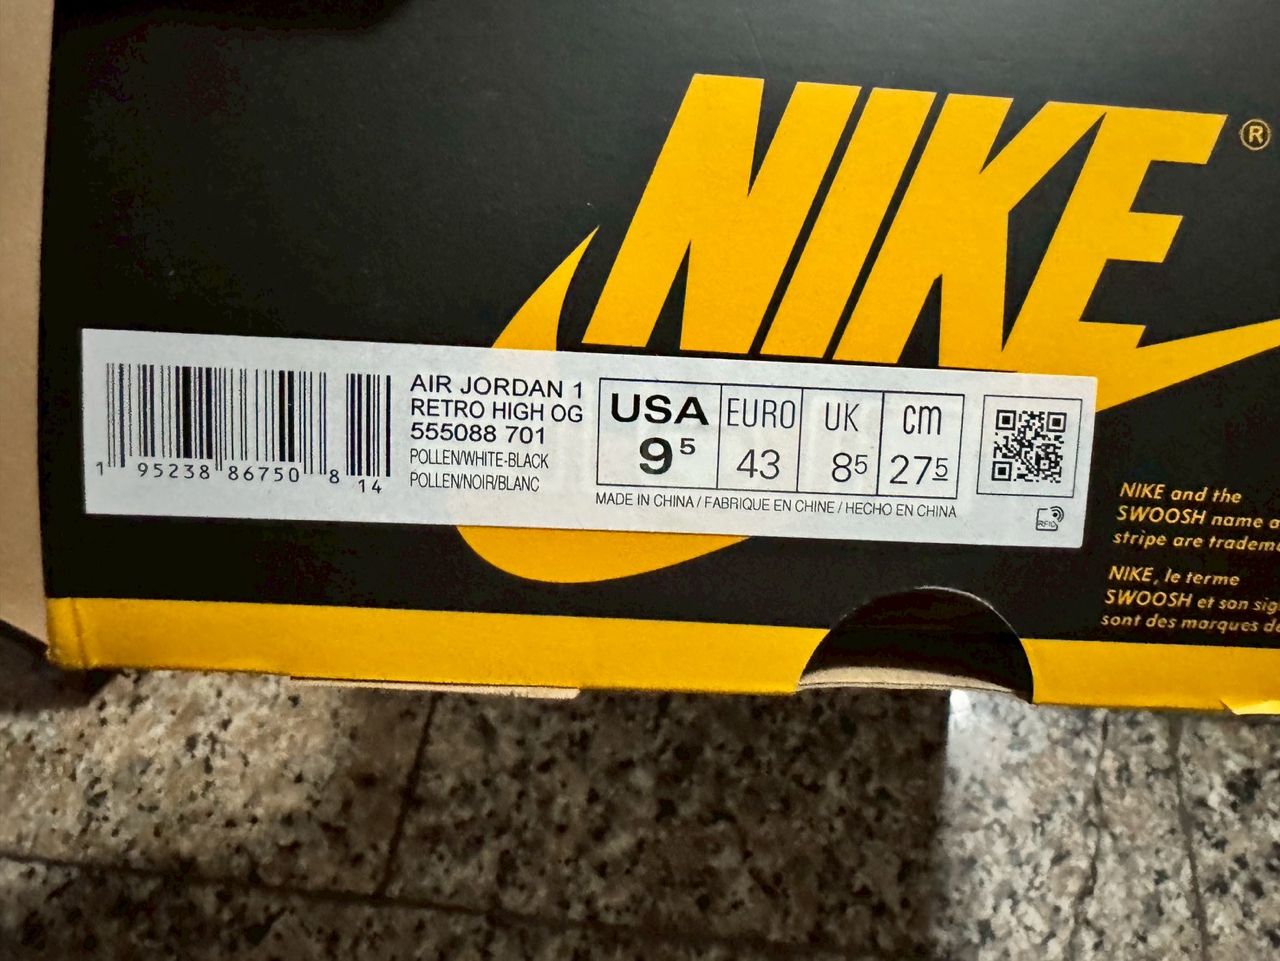 NIKE ®
AIR JORDAN 1
RETRO HIGH OG
555088 701
POLLEN/WHITE-BLACK
POLLEN/NOIR/BLANC
1 95238 86750 8 14
USA EURO UK CM
9 5 43 8 5 27 5
MADE IN CHINA / FABRIQUE EN CHINE / HECHO EN CHINA
RFID
NIKE and the
SWOOSH name a
stripe are tradema
NIKE, le terme
SWOOSH et son sig
sont des marques de